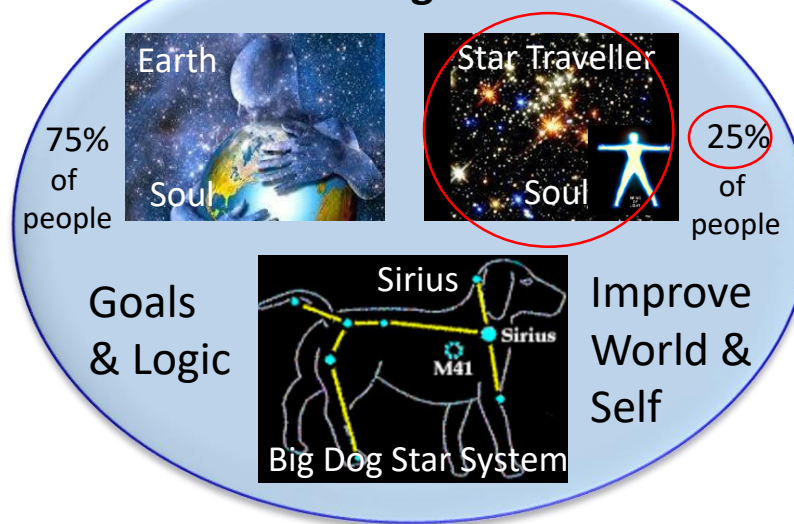 Earth
Soul
Star Traveller
Soul
75%
of
people
25%
of
people
Goals
& Logic
Sirius
Sirius
M41
Big Dog Star System
Improve
World &
Self